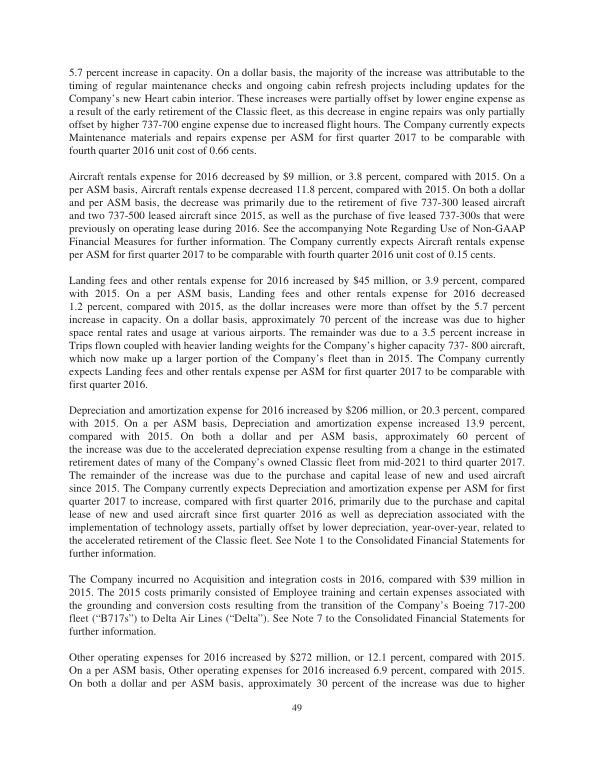 5.7 percent increase in capacity. On a dollar basis, the majority of the increase was attributable to the
timing of regular maintenance checks and ongoing cabin refresh projects including updates for the
Company's new Heart cabin interior. These increases were partially offset by lower engine expense as
a result of the early retirement of the Classic fleet, as this decrease in engine repairs was only partially
offset by higher 737-700 engine expense due to increased flight hours. The Company currently expects
Maintenance materials and repairs expense per ASM for first quarter 2017 to be comparable with
fourth quarter 2016 unit cost of 0.66 cents.
Aircraft rentals expense for 2016 decreased by $9 million, or 3.8 percent, compared with 2015. On a
per ASM basis, Aircraft rentals expense decreased 11.8 percent, compared with 2015. On both a dollar
and per ASM basis, the decrease was primarily due to the retirement of five 737-300 leased aircraft
and two 737-500 leased aircraft since 2015, as well as the purchase of five leased 737-300s that were
previously on operating lease during 2016. See the accompanying Note Regarding Use of Non-GAAP
Financial Measures for further information. The Company currently expects Aircraft rentals expense
per ASM for first quarter 2017 to be comparable with fourth quarter 2016 unit cost of 0.15 cents.
Landing fees and other rentals expense for 2016 increased by $45 million, or 3.9 percent, compared
with 2015. On a per ASM basis, Landing fees and other rentals expense for 2016 decreased
1.2 percent, compared with 2015, as the dollar increases were more than offset by the 5.7 percent
increase in capacity. On a dollar basis, approximately 70 percent of the increase was due to higher
space rental rates and usage at various airports. The remainder was due to a 3.5 percent increase in
Trips flown coupled with heavier landing weights for the Company's higher capacity 737- 800 aircraft,
which now make up a larger portion of the Company's fleet than in 2015. The Company currently
expects Landing fees and other rentals expense per ASM for first quarter 2017 to be comparable with
first quarter 2016.
Depreciation and amortization expense for 2016 increased by $206 million, or 20.3 percent, compared
with 2015. On a per ASM basis, Depreciation and amortization expense increased 13.9 percent,
compared with 2015. On both a dollar and per ASM basis, approximately 60 percent of
the increase was due to the accelerated depreciation expense resulting from a change in the estimated
retirement dates of many of the Company's owned Classic fleet from mid-2021 to third quarter 2017.
The remainder of the increase was due to the purchase and capital lease of new and used aircraft
since 2015. The Company currently expects Depreciation and amortization expense per ASM for first
quarter 2017 to increase, compared with first quarter 2016, primarily due to the purchase and capital
lease of new and used aircraft since first quarter 2016 as well as depreciation associated with the
implementation of technology assets, partially offset by lower depreciation, year-over-year, related to
the accelerated retirement of the Classic fleet. See Note 1 to the Consolidated Financial Statements for
further information.
The Company incurred no Acquisition and integration costs in 2016, compared with $39 million in
2015. The 2015 costs primarily consisted of Employee training and certain expenses associated with
the grounding and conversion costs resulting from the transition of the Company's Boeing 717-200
fleet ("B717s") to Delta Air Lines ("Delta"). See Note 7 to the Consolidated Financial Statements for
further information.
Other operating expenses for 2016 increased by $272 million, or 12.1 percent, compared with 2015.
On a per ASM basis, Other operating expenses for 2016 increased 6.9 percent, compared with 2015.
On both a dollar and per ASM basis, approximately 30 percent of the increase was due to higher
49